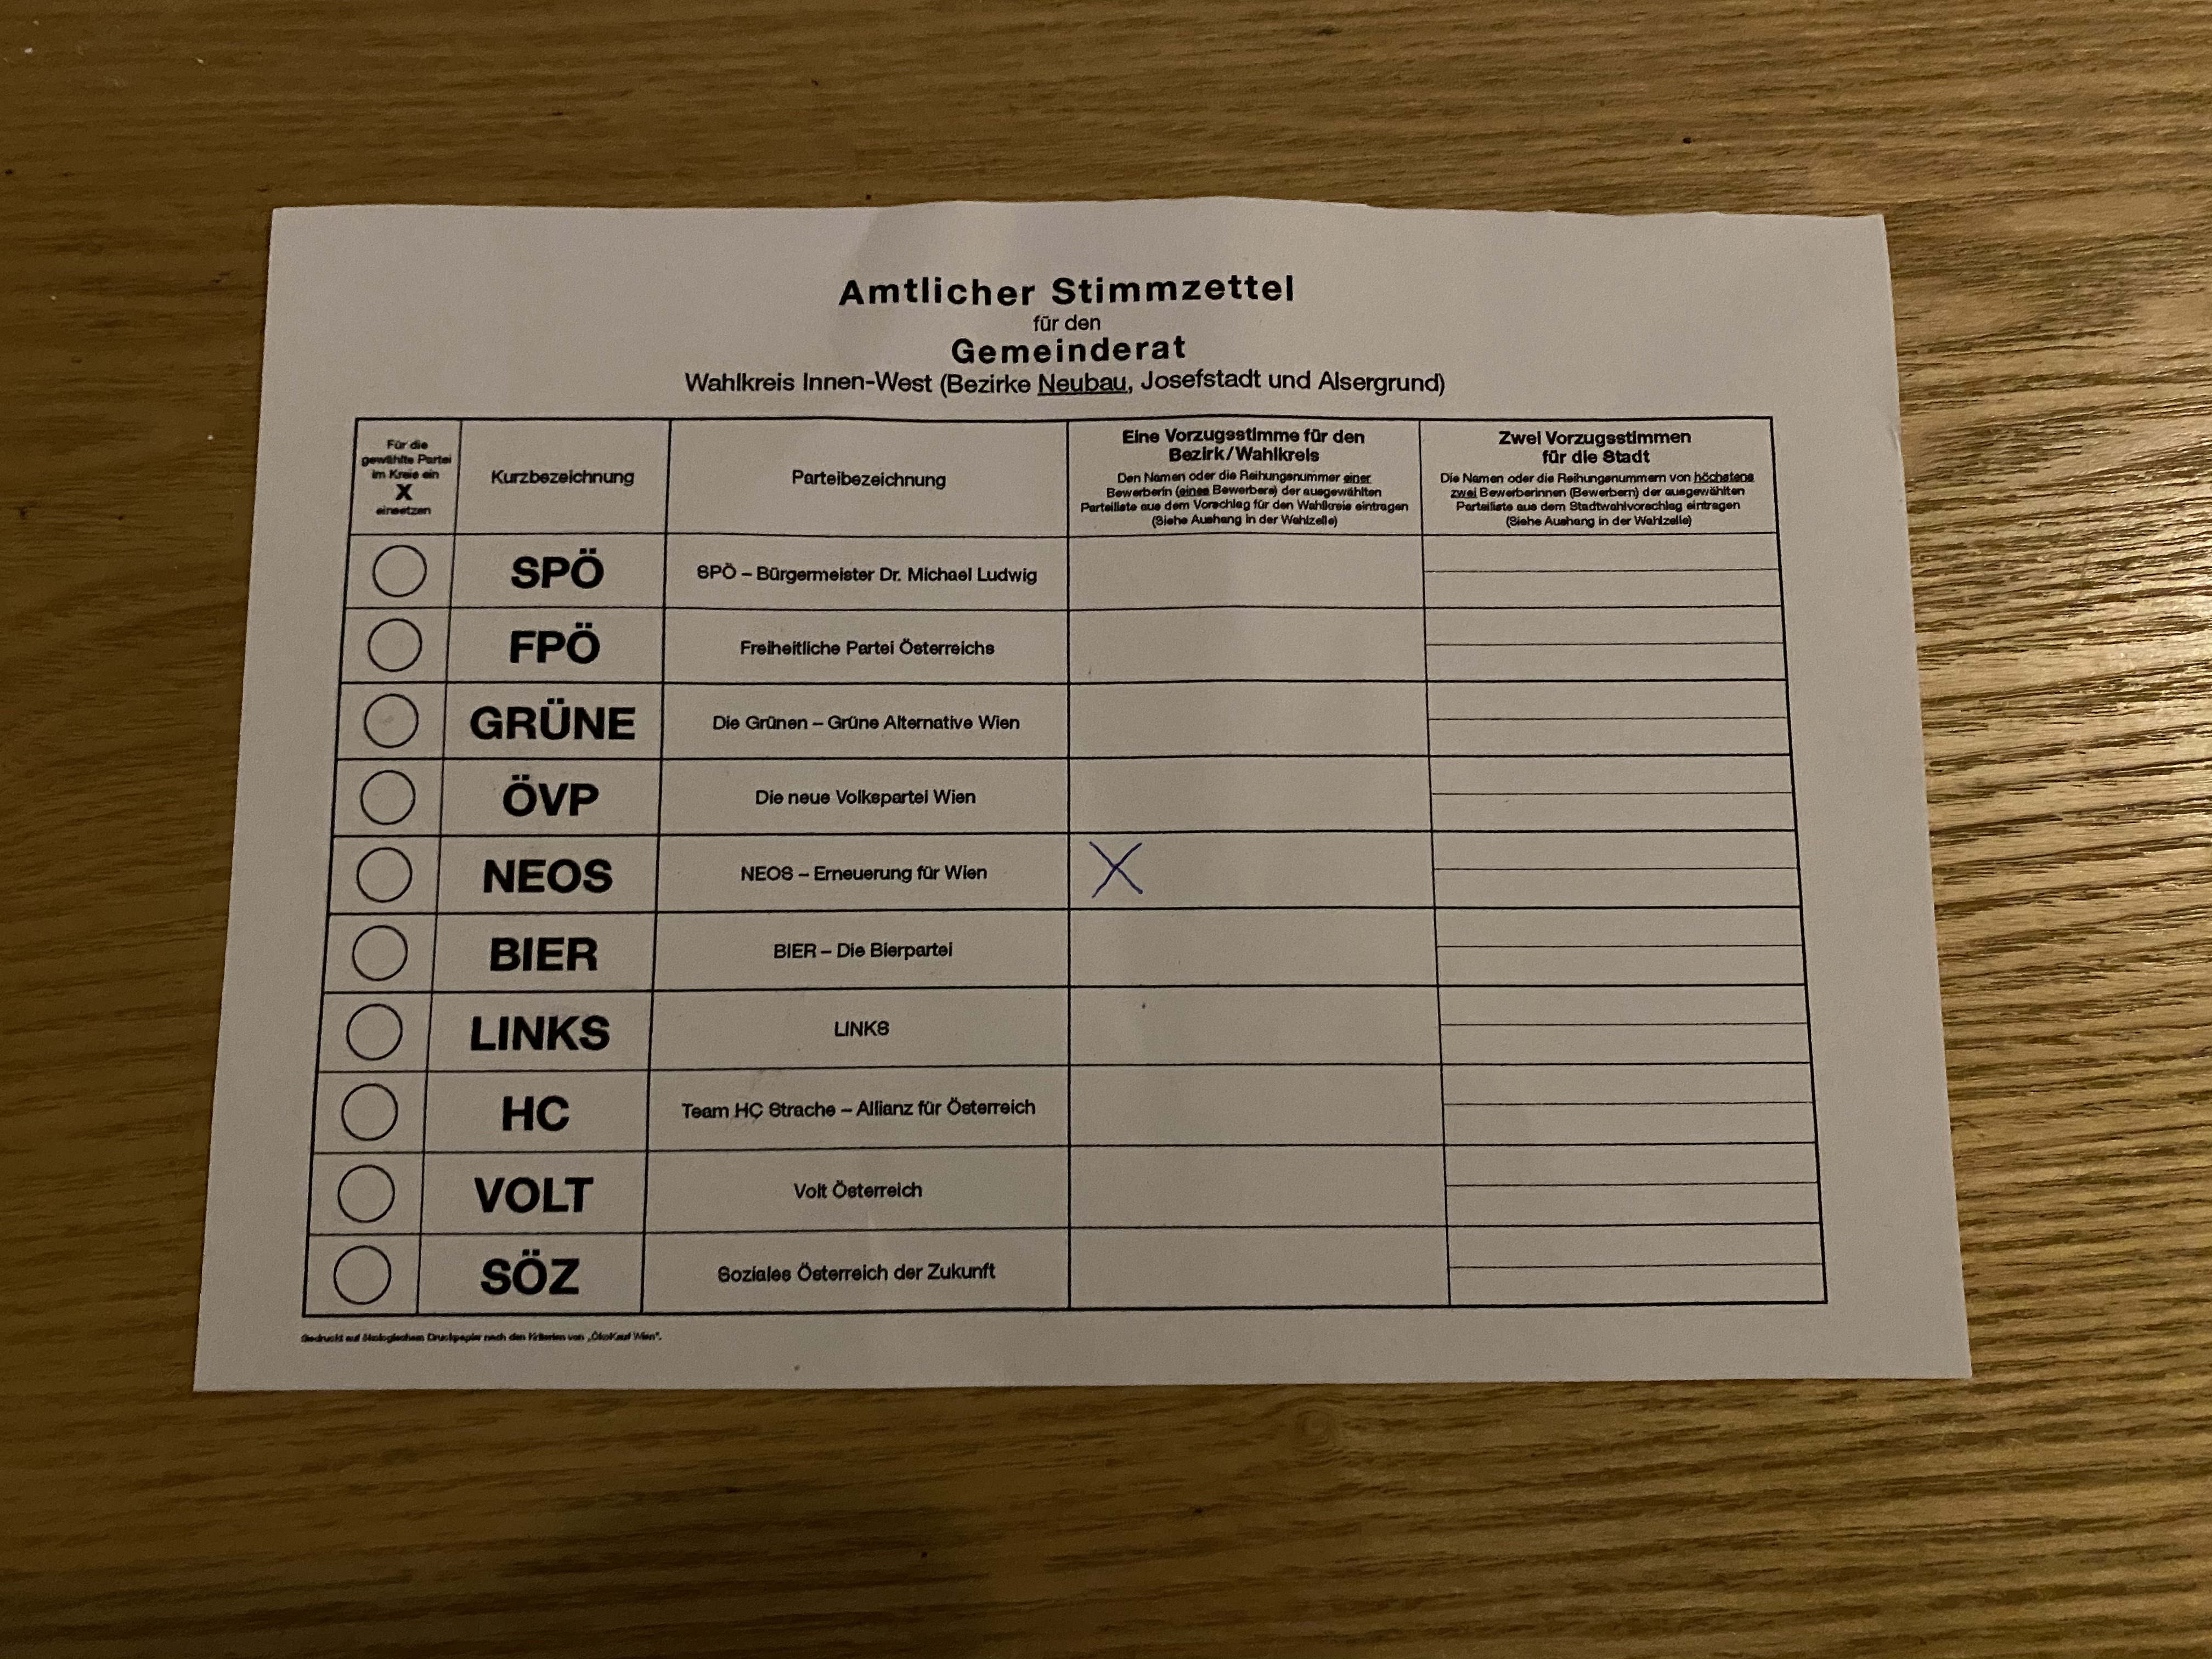 Amtlicher Stimmzettel
für den
Gemeinderat
Wahlkreis Innen-West (Bezirke Neubau, Josefstadt und Alsergrund)
Für die
gewählte Partei
im Kreis ein
X
einsetzen
Kurzbezeichnung
Parteibezeichnung
Eine Vorzugsstimme für den
Bezirk/Wahlkreis
Den Namen oder die Reihungsnummer einer
Bewerberin (eines Bewerbers) der ausgewählten
Parteiliste aus dem Vorschlag für den Wahlkreis eintragen
(Siehe Aushang in der Wahlzelle)
Zwei Vorzugsstimmen
für die Stadt
Die Namen oder die Reihungsnummern von höchstens
zwei Bewerberinnen (Bewerbern) der ausgewählten
Parteiliste aus dem Stadtwahlvorschlag eintragen
(Siehe Aushang in der Wahlzelle)
SPÖ SPÖ – Bürgermeister Dr. Michael Ludwig
FPÖ Freiheitliche Partei Österreichs
GRÜNE Die Grünen – Grüne Alternative Wien
ÖVP Die neue Volkspartei Wien
NEOS NEOS – Erneuerung für Wien X
BIER BIER – Die Bierpartei
LINKS LINKS
HC Team HC Strache – Allianz für Österreich
VOLT Volt Österreich
SÖZ Soziales Österreich der Zukunft
Gedruckt auf ökologischem Druckpapier nach den Kriterien von „ÖkoKauf Wien".